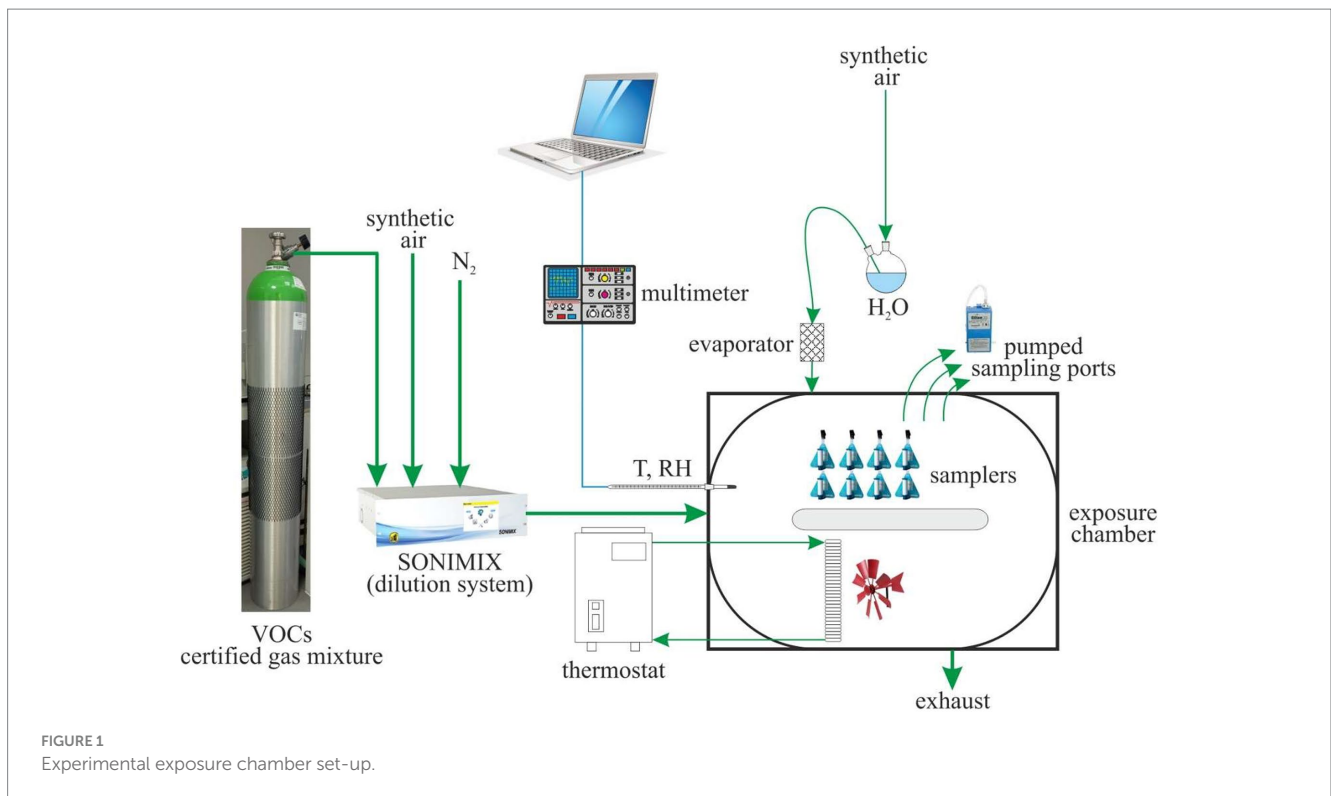 synthetic
air
synthetic
air
N₂
multimeter
H₂O
evaporator
pumped
sampling ports
T, RH
samplers
exposure
chamber
SONIMIX
SONIMIX
(dilution system)
VOCs
certified gas mixture
thermostat
exhaust
FIGURE 1
Experimental exposure chamber set-up.